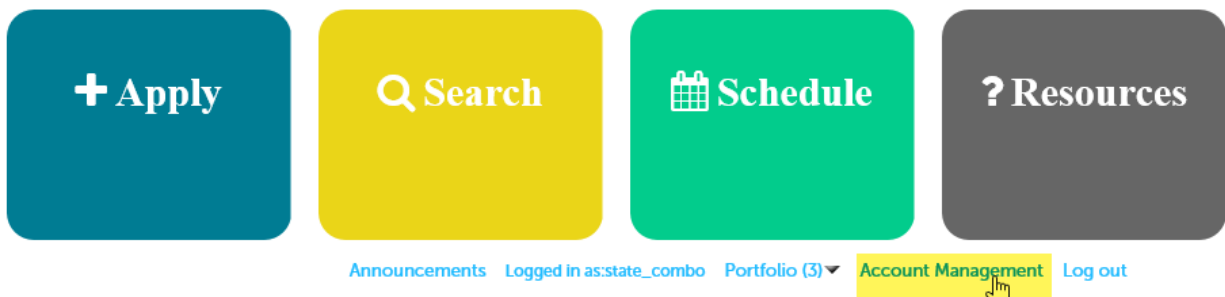 Apply Search Schedule ? Resources
Announcements Logged in as:state_combo Portfolio (3) Account Management Log out